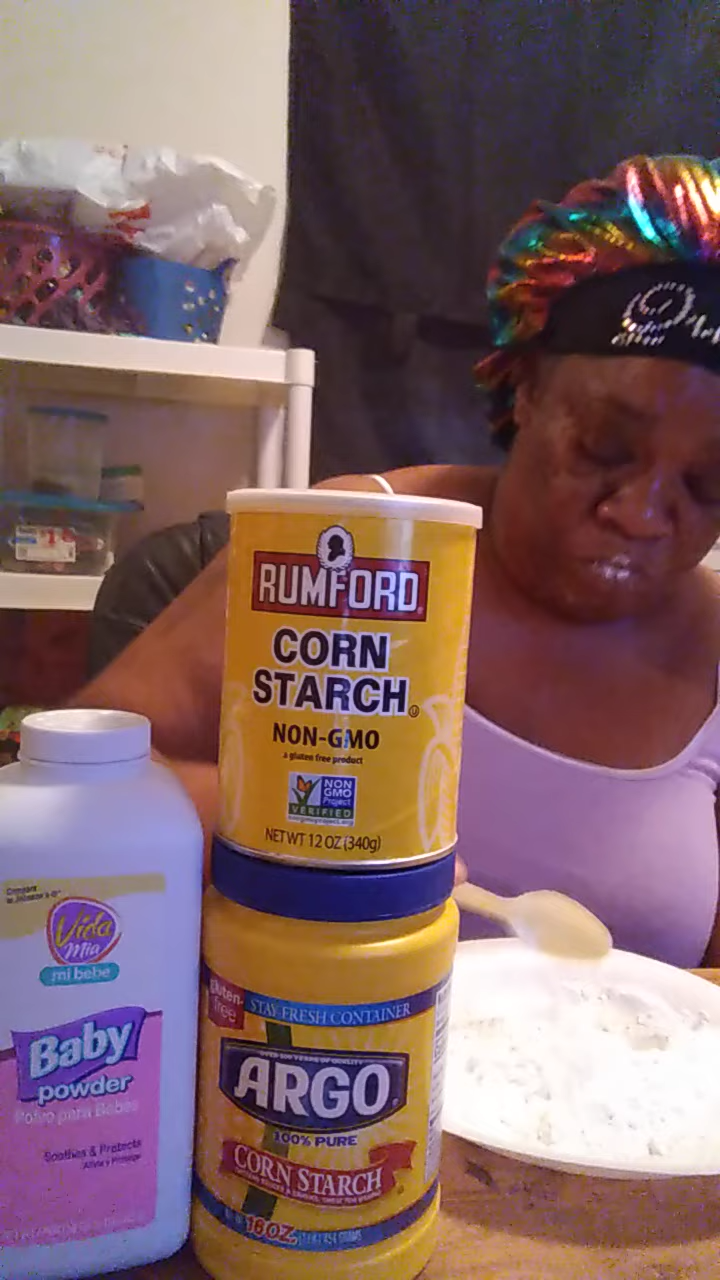 RUMFORD
CORN
STARCH
NON-GMO
a gluten free product
NON
GMO
Project
VERIFIED
NET WT 12 OZ (340g)
Vida
Mia
mi bebe
Baby
powder
Polvo para Bebes
Soothes & Protects
gluten-
free
STAY FRESH CONTAINER
ARGO
100% PURE
CORN STARCH
16 OZ.